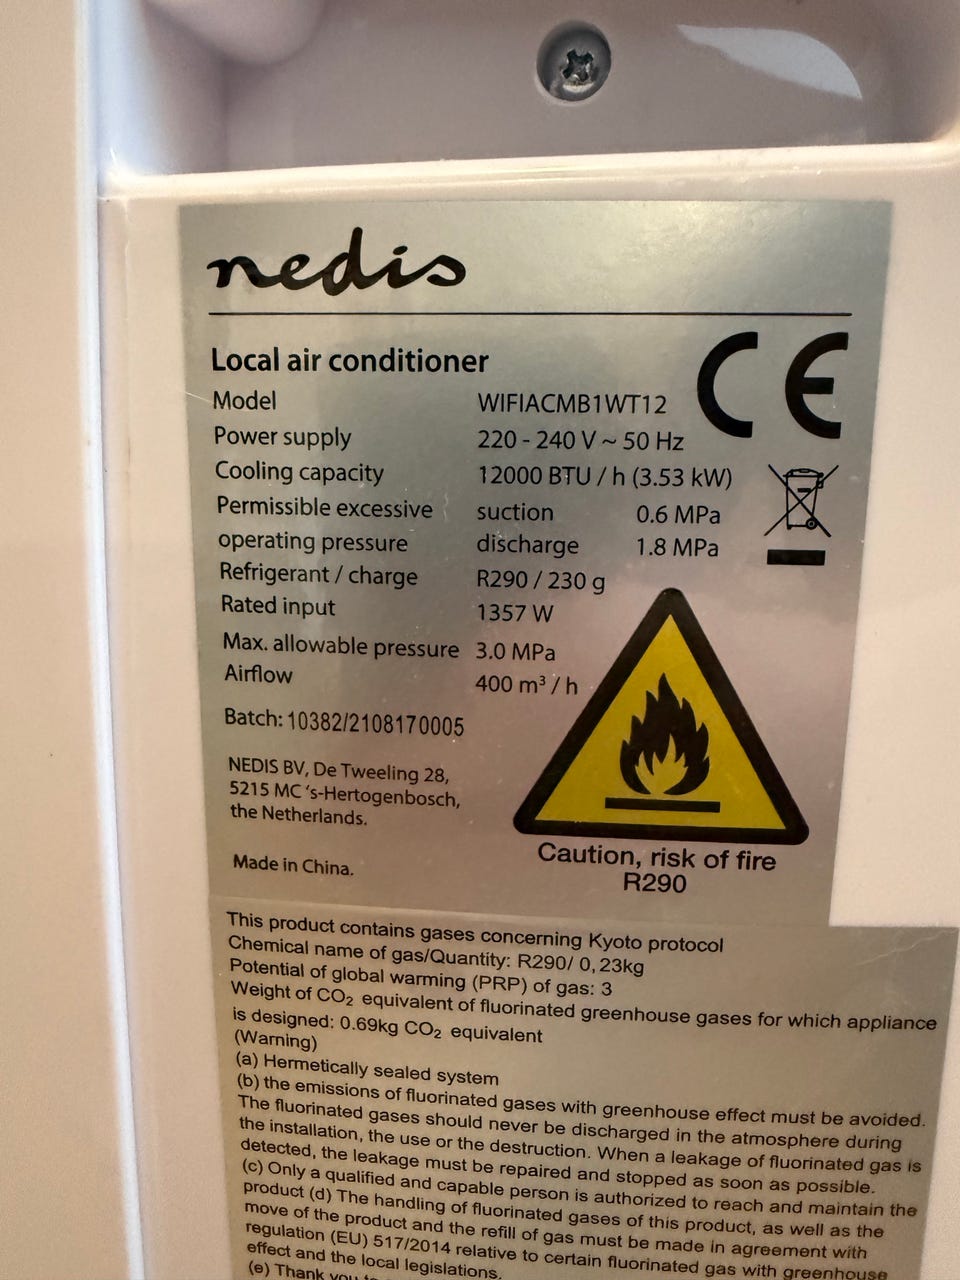 nedis
CE
Local air conditioner
Model WIFIACMB1WT12
Power supply 220 - 240 V ~ 50 Hz
Cooling capacity 12000 BTU / h (3.53 kW)
Permissible excessive suction 0.6 MPa
operating pressure discharge 1.8 MPa
Refrigerant / charge R290 / 230 g
Rated input 1357 W
Max. allowable pressure 3.0 MPa
Airflow 400 m³ / h
Batch: 10382/2108170005
NEDIS BV, De Tweeling 28,
5215 MC 's-Hertogenbosch,
the Netherlands.
Made in China.
Caution, risk of fire
R290
This product contains gases concerning Kyoto protocol
Chemical name of gas/Quantity: R290/ 0,23kg
Potential of global warming (PRP) of gas: 3
Weight of CO₂ equivalent of fluorinated greenhouse gases for which appliance
is designed: 0.69kg CO₂ equivalent
(Warning)
(a) Hermetically sealed system
(b) the emissions of fluorinated gases with greenhouse effect must be avoided.
The fluorinated gases should never be discharged in the atmosphere during
the installation, the use or the destruction. When a leakage of fluorinated gas is
detected, the leakage must be repaired and stopped as soon as possible.
(c) Only a qualified and capable person is authorized to reach and maintain the
product (d) The handling of fluorinated gases of this product, as well as the
move of the product and the refill of gas must be made in agreement with
regulation (EU) 517/2014 relative to certain fluorinated gas with greenhouse
effect and the local legislations.
(e) Thank you